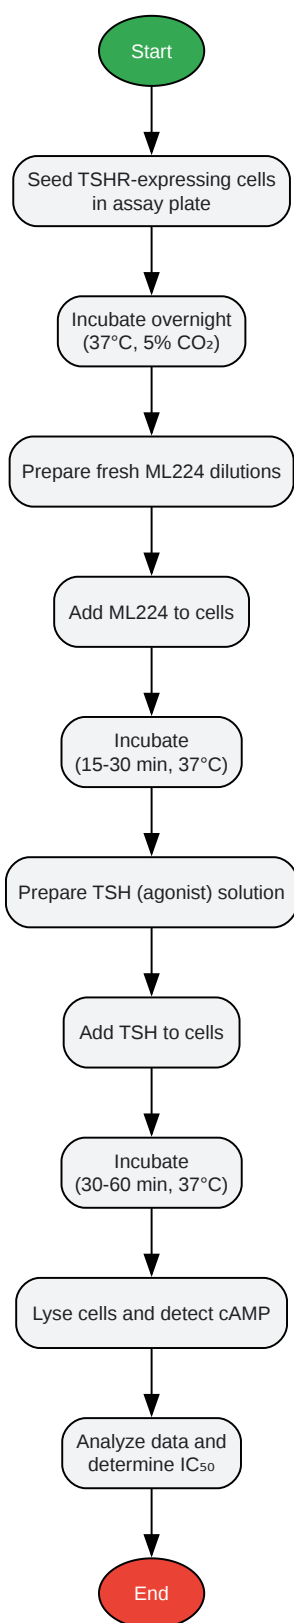 Start
Seed TSHR-expressing cells
in assay plate
Incubate overnight
(37°C, 5% CO₂)
Prepare fresh ML224 dilutions
Add ML224 to cells
Incubate
(15-30 min, 37°C)
Prepare TSH (agonist) solution
Add TSH to cells
Incubate
(30-60 min, 37°C)
Lyse cells and detect cAMP
Analyze data and
determine IC₅₀
End